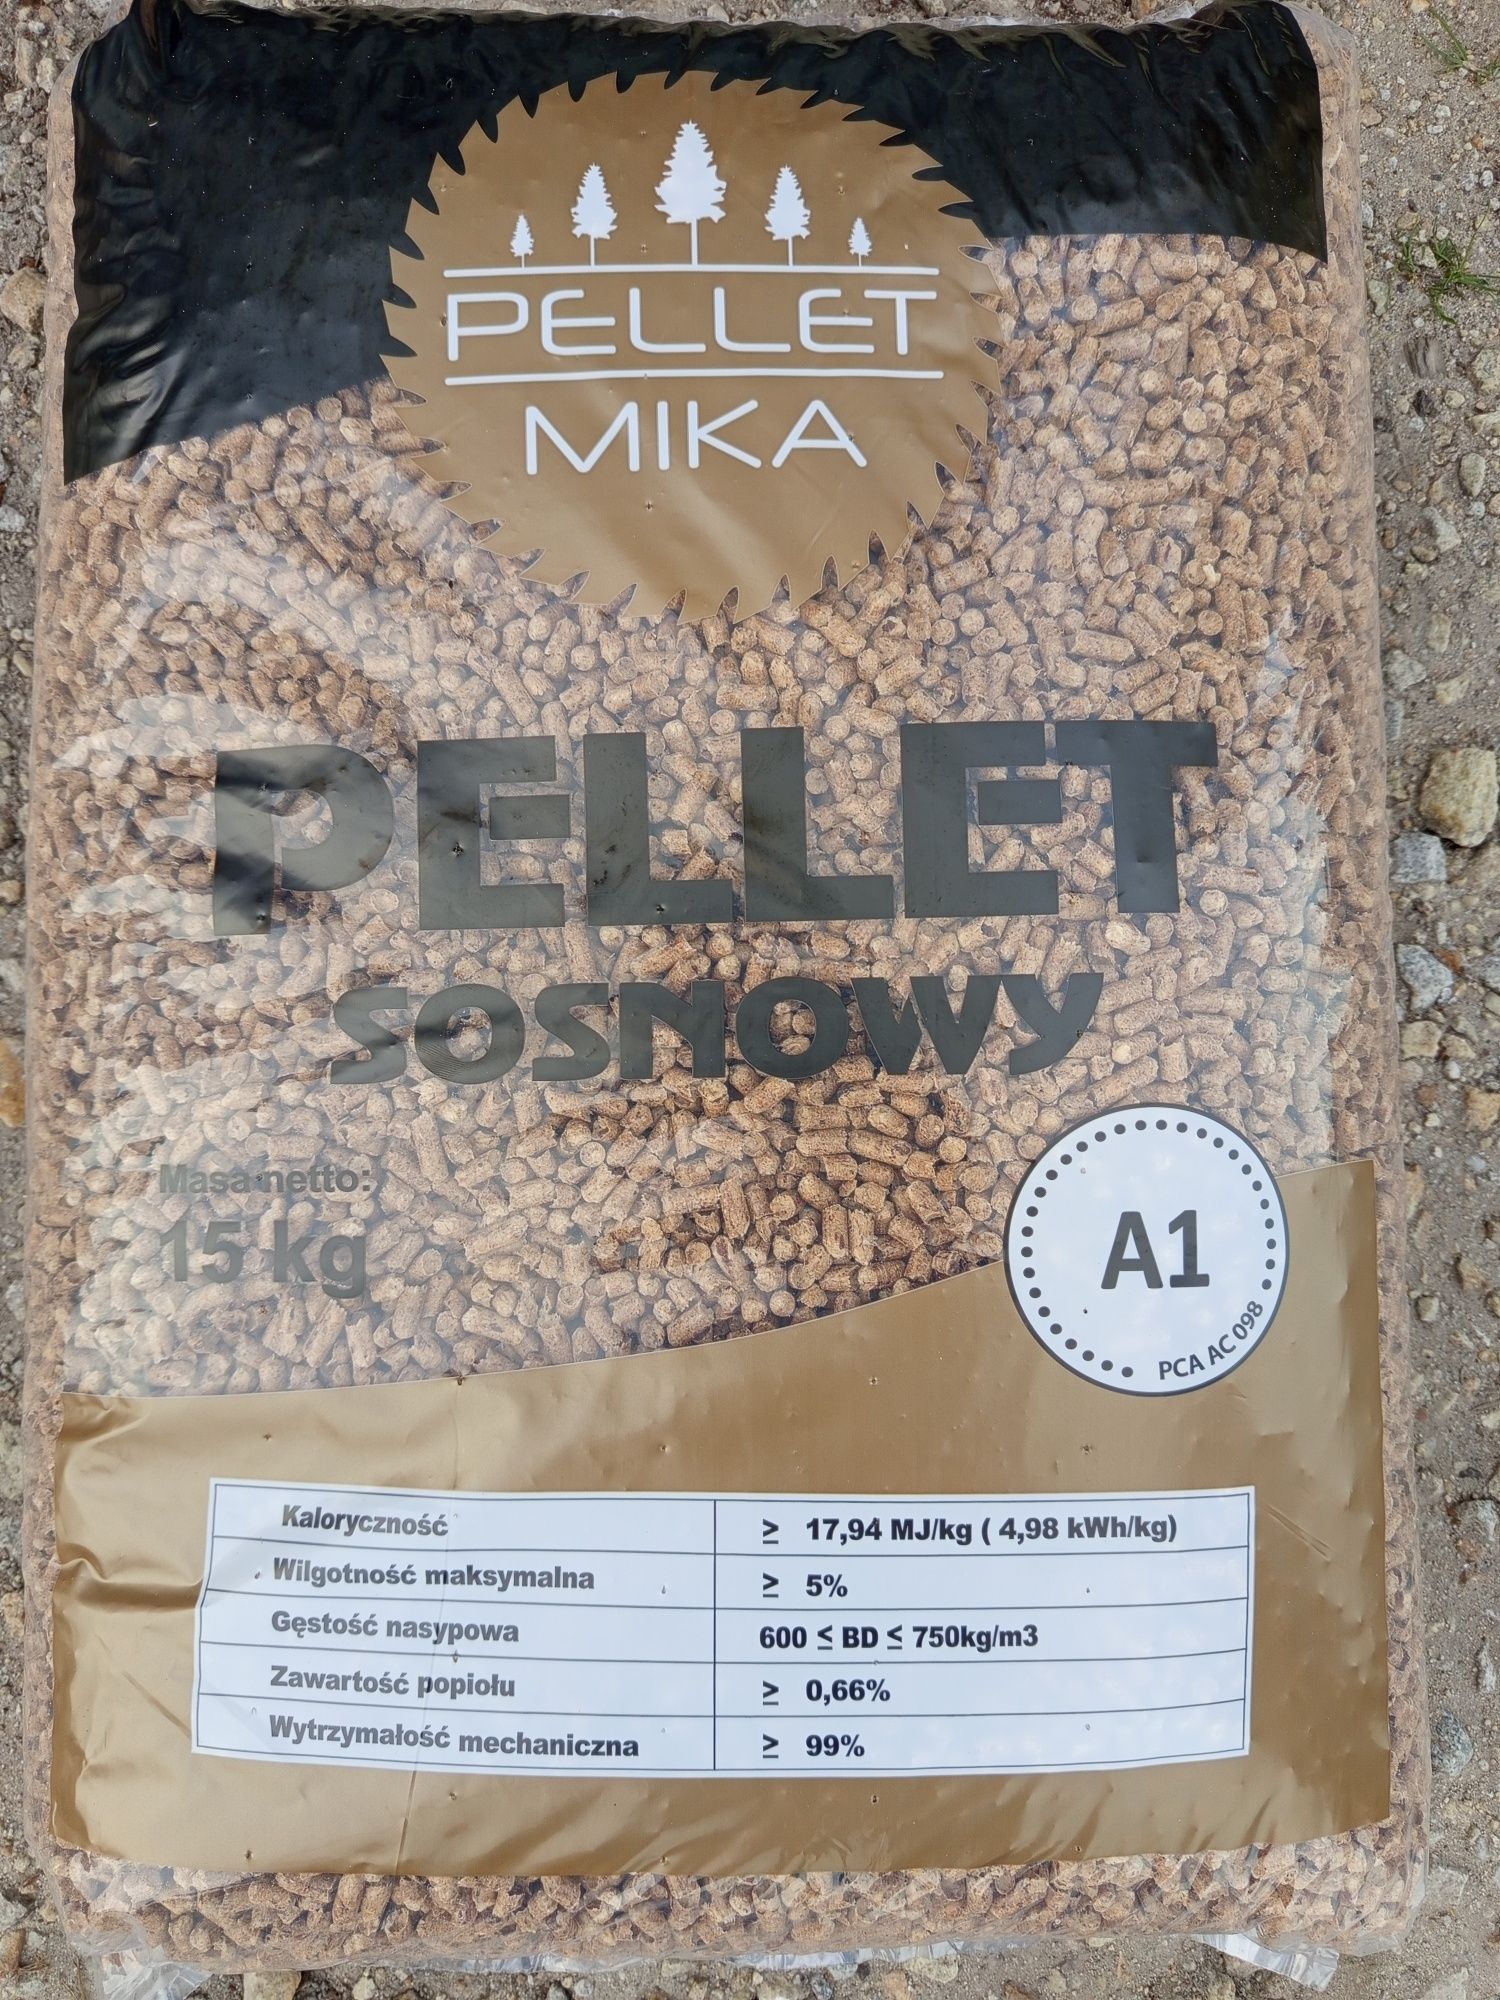 PELLET
MIKA
PELLET
SOSNOWY
Masa netto:
15 kg
A1
PCA AC 098
Kaloryczność ≥ 17,94 MJ/kg ( 4,98 kWh/kg)
Wilgotność maksymalna ≥ 5%
Gęstość nasypowa 600 ≤ BD ≤ 750kg/m3
Zawartość popiołu ≥ 0,66%
Wytrzymałość mechaniczna ≥ 99%